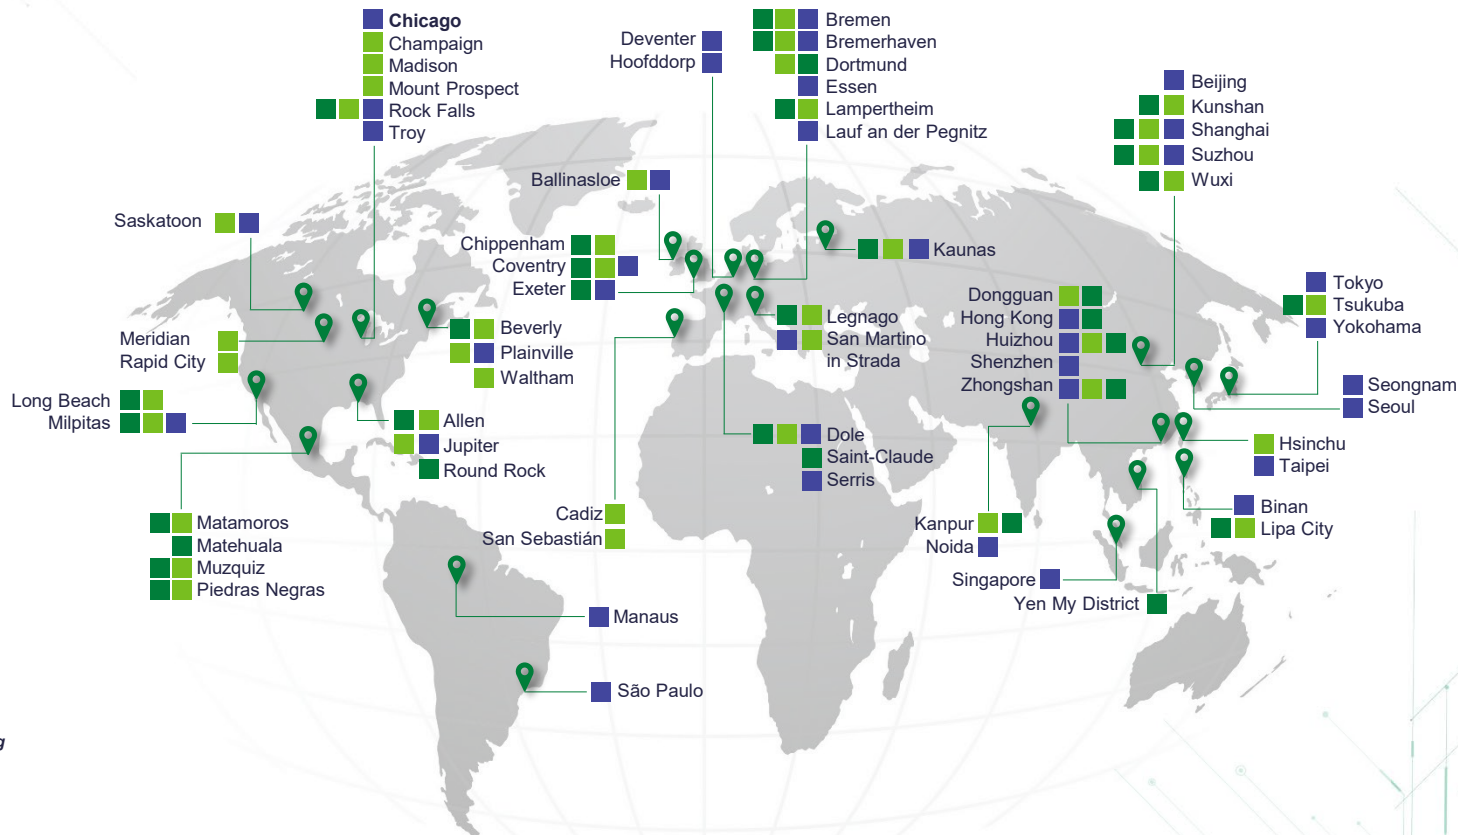 Chicago
Champaign
Madison
Mount Prospect
Rock Falls
Troy
Deventer
Hoofddorp
Bremen
Bremerhaven
Dortmund
Essen
Lampertheim
Lauf an der Pegnitz
Beijing
Kunshan
Shanghai
Suzhou
Wuxi
Ballinasloe
Saskatoon
Chippenham
Coventry
Exeter
Kaunas
Tokyo
Tsukuba
Yokohama
Dongguan
Hong Kong
Huizhou
Shenzhen
Zhongshan
Meridian
Rapid City
Beverly
Plainville
Waltham
Legnago
San Martino
in Strada
Long Beach
Milpitas
Seongnam
Seoul
Allen
Jupiter
Round Rock
Dole
Saint-Claude
Serris
Hsinchu
Taipei
Matamoros
Matehuala
Muzquiz
Piedras Negras
Cadiz
San Sebastián
Kanpur
Noida
Binan
Lipa City
Singapore
Yen My District
Manaus
São Paulo